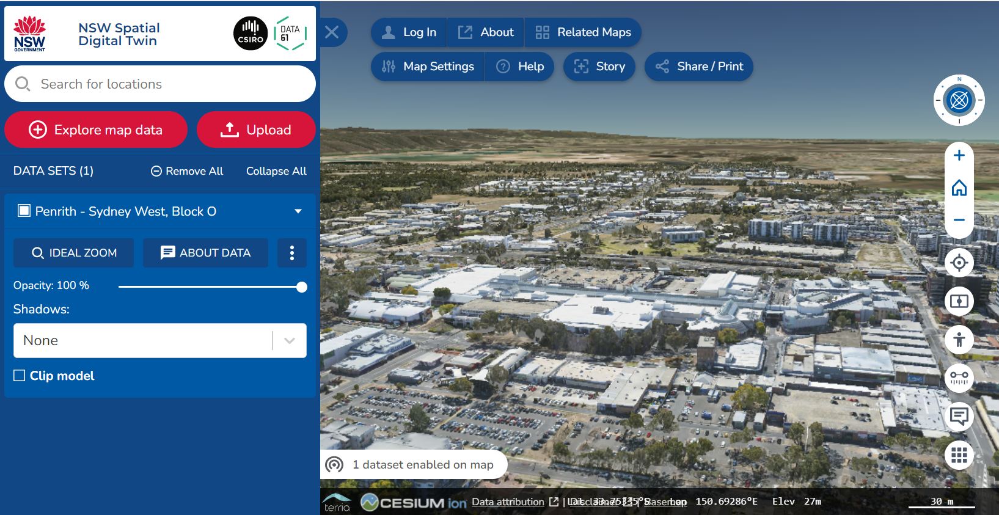 NSW
GOVERNMENT
NSW Spatial
Digital Twin
CSIRO
DATA
61
Search for locations
Explore map data
Upload
DATA SETS (1)
Remove All
Collapse All
Penrith - Sydney West, Block O
IDEAL ZOOM
ABOUT DATA
Opacity: 100 %
Shadows:
None
Clip model
Log In
About
Related Maps
Map Settings
Help
Story
Share / Print
N
1 dataset enabled on map
terria
CESIUM ion
Data attribution | Disclaimer | Basemap
Lat Lon 150.69286°E Elev 27m
30 m